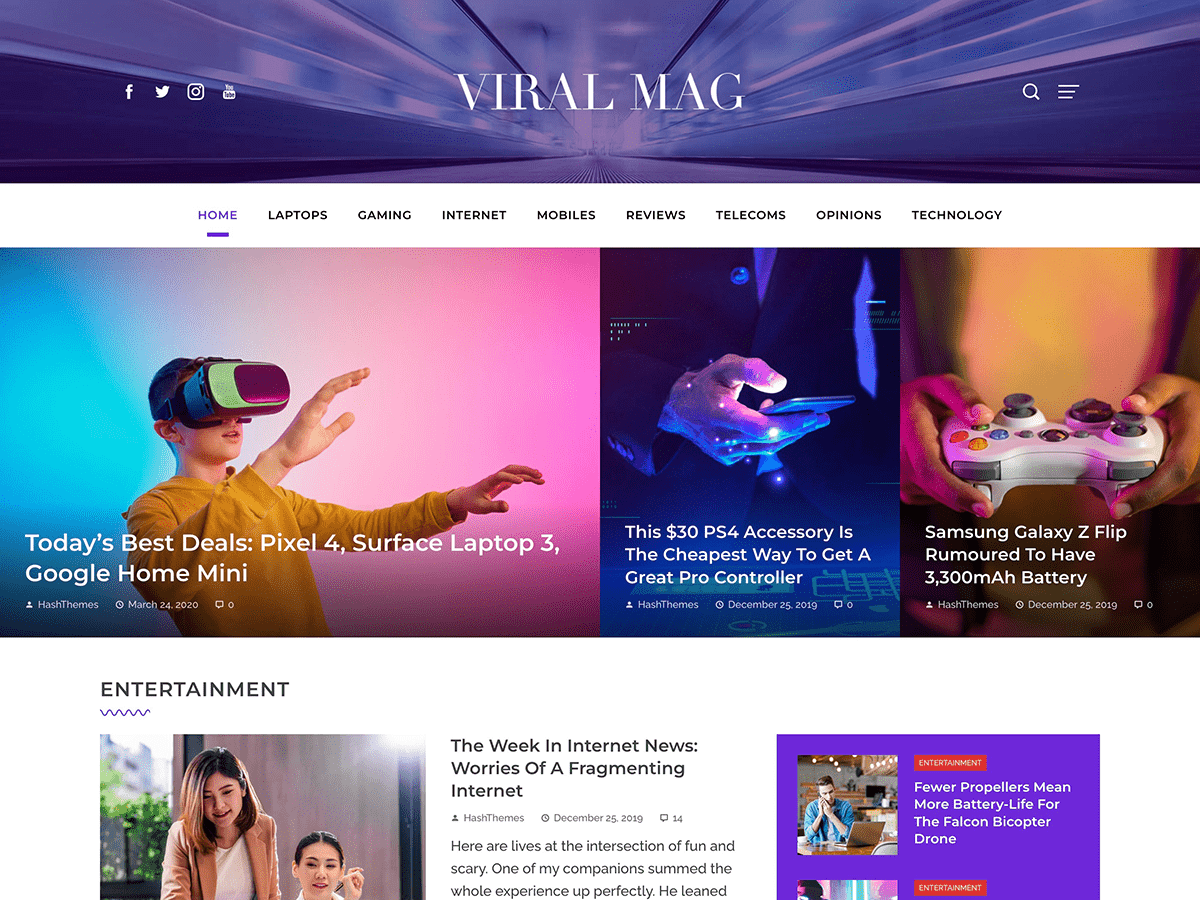 You
Tube
VIRAL MAG
HOME LAPTOPS GAMING INTERNET MOBILES REVIEWS TELECOMS OPINIONS TECHNOLOGY
Today's Best Deals: Pixel 4, Surface Laptop 3,
Google Home Mini
HashThemes March 24, 2020 0
This $30 PS4 Accessory Is
The Cheapest Way To Get A
Great Pro Controller
HashThemes December 25, 2019 0
Samsung Galaxy Z Flip
Rumoured To Have
3,300mAh Battery
HashThemes December 25, 2019 0
ENTERTAINMENT
The Week In Internet News:
Worries Of A Fragmenting
Internet
HashThemes December 25, 2019 14
Here are lives at the intersection of fun and
scary. One of my companions summed the
whole experience up perfectly. He leaned
ENTERTAINMENT
Fewer Propellers Mean
More Battery-Life For
The Falcon Bicopter
Drone
ENTERTAINMENT